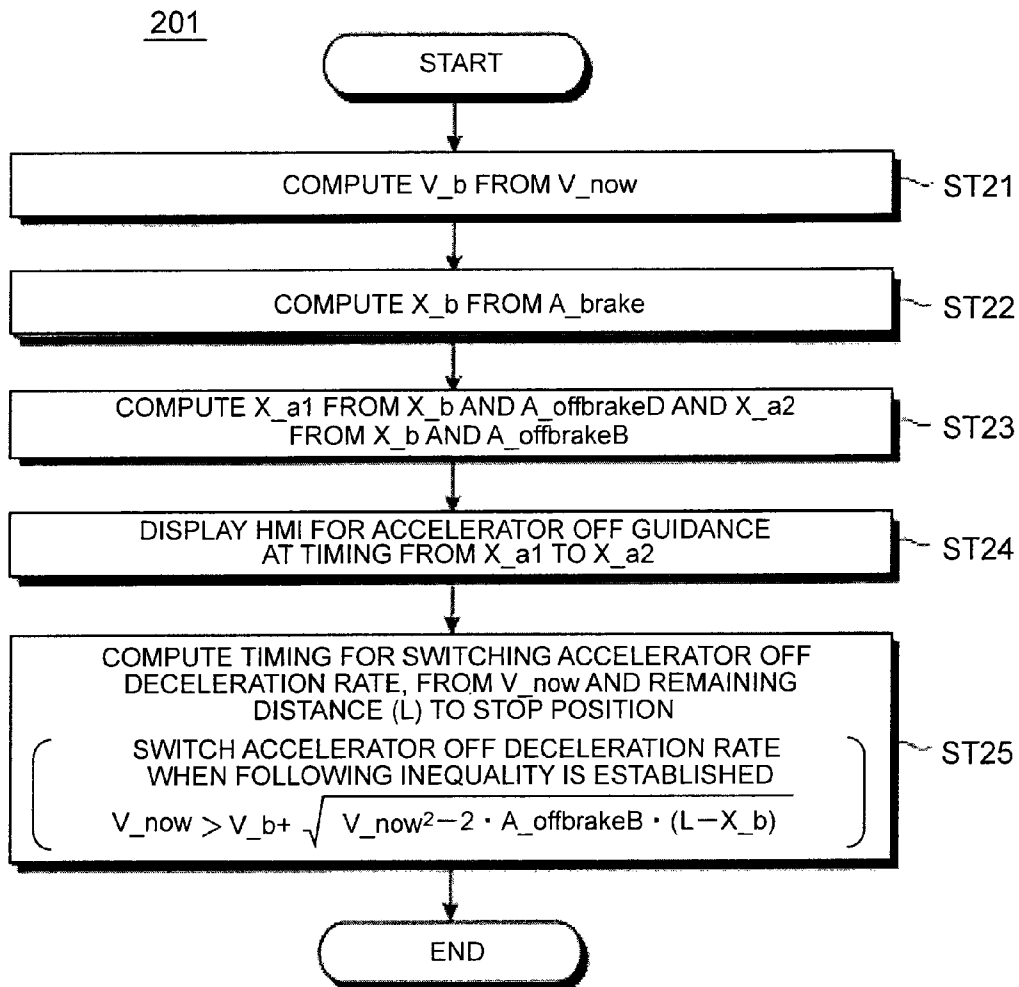 201
START
COMPUTE V_b FROM V_now
ST21
COMPUTE X_b FROM A_brake
ST22
COMPUTE X_a1 FROM X_b AND A_offbrakeD AND X_a2
FROM X_b AND A_offbrakeB
ST23
DISPLAY HMI FOR ACCELERATOR OFF GUIDANCE
AT TIMING FROM X_a1 TO X_a2
ST24
COMPUTE TIMING FOR SWITCHING ACCELERATOR OFF
DECELERATION RATE, FROM V_now AND REMAINING
DISTANCE (L) TO STOP POSITION
SWITCH ACCELERATOR OFF DECELERATION RATE
WHEN FOLLOWING INEQUALITY IS ESTABLISHED
V_now > V_b+ √V_now²−2・A_offbrakeB・(L−X_b)
ST25
END